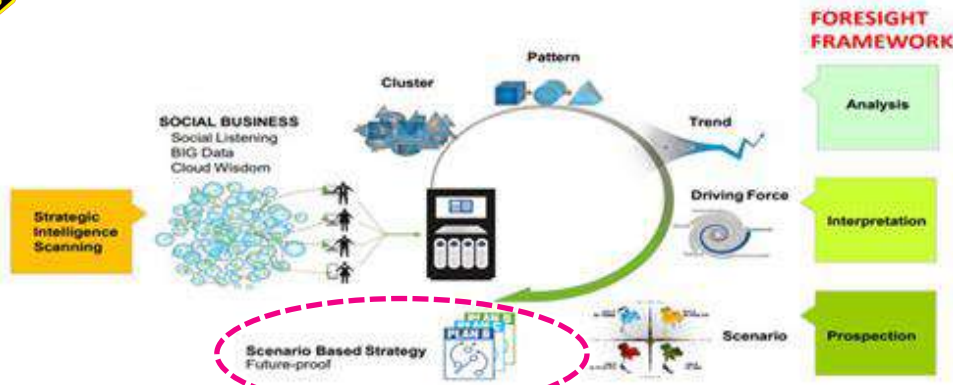 FORESIGHT
FRAMEWORK
Pattern
Cluster
Analysis
SOCIAL BUSINESS
Social Listening
BIG Data
Cloud Wisdom
Trend
Driving Force
Strategic
Intelligence
Scanning
Interpretation
Scenario
Prospection
PLAN B
Scenario Based Strategy
Future-proof